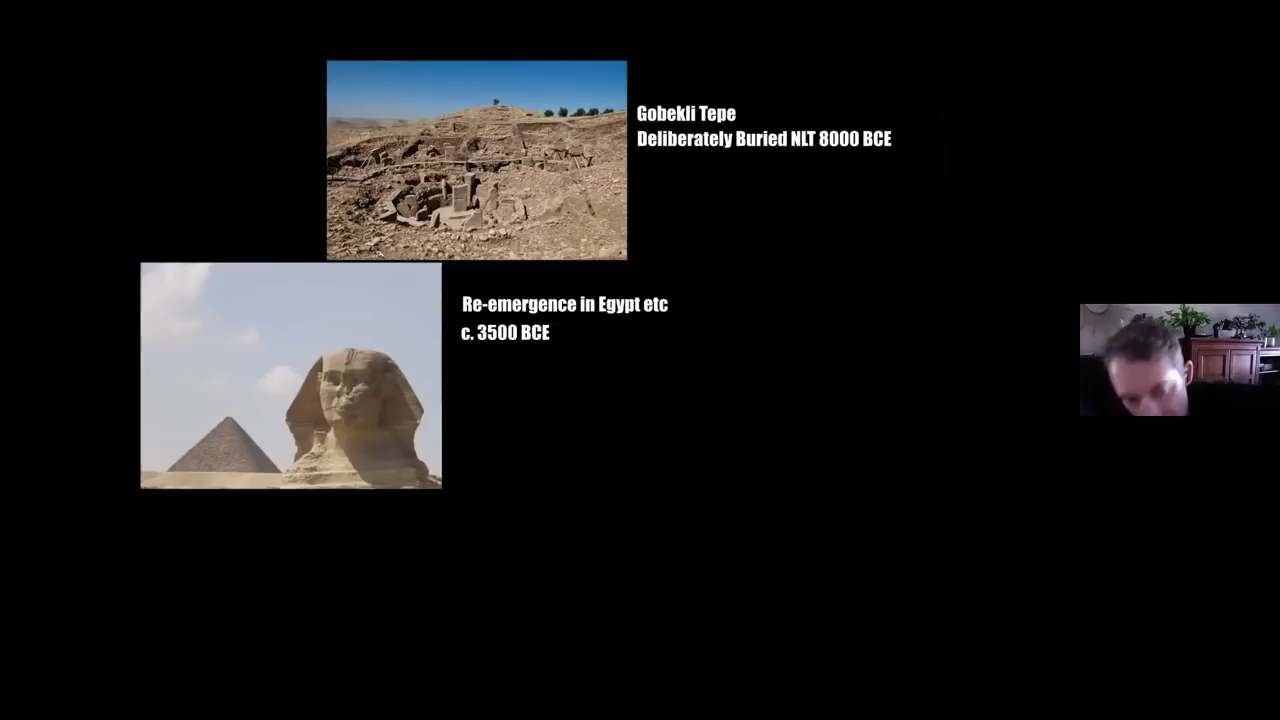 Gobekli Tepe
Deliberately Buried NLT 8000 BCE
Re-emergence in Egypt etc
c. 3500 BCE